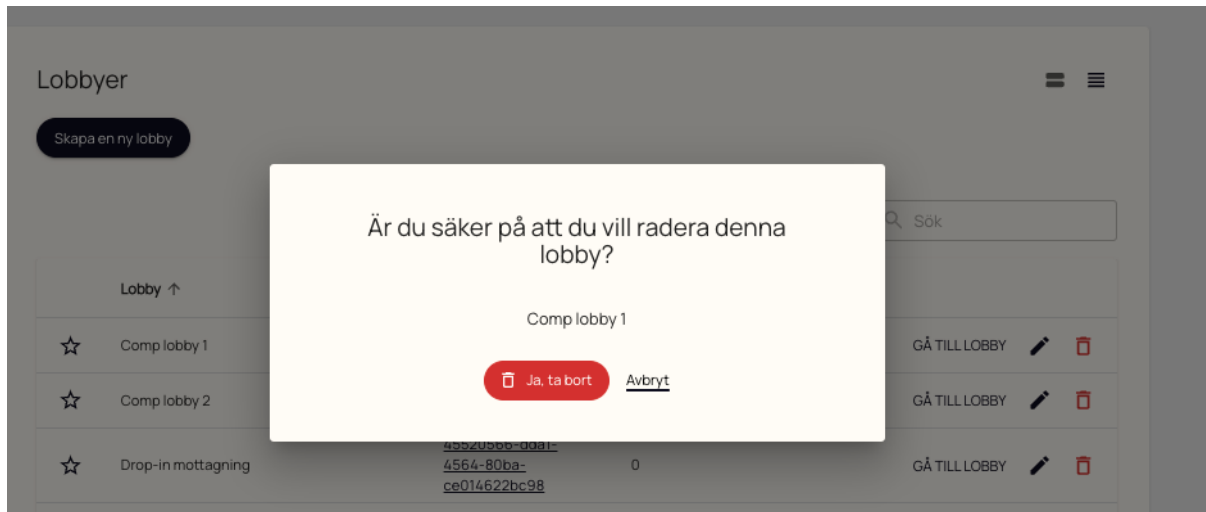 Lobbyer
Skapa en ny lobby
Är du säker på att du vill radera denna
lobby?
Comp lobby 1
Ja, ta bort Avbryt
Sök
Lobby ↑
Comp lobby 1 GÅ TILL LOBBY
Comp lobby 2 GÅ TILL LOBBY
45520566-dda1-
Drop-in mottagning 4564-80ba- 0 GÅ TILL LOBBY
ce014622bc98